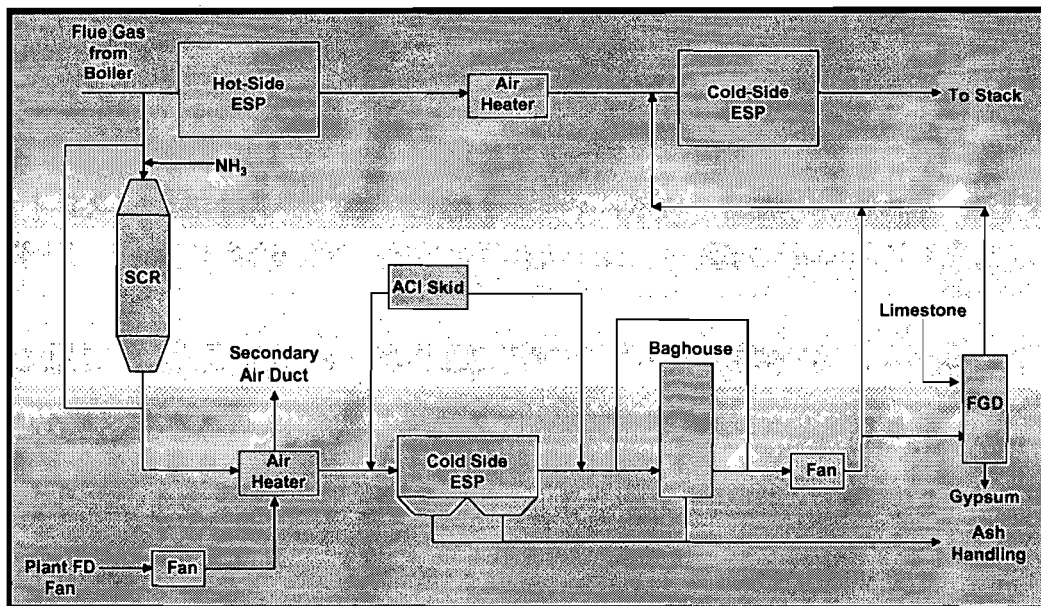 Flue Gas
from
Boiler
Hot-Side
ESP
Air
Heater
Cold-Side
ESP
To Stack
NH3
SCR
ACI Skid
Limestone
Secondary
Air Duct
Baghouse
FGD
Air
Heater
Cold Side
ESP
Fan
Gypsum
Ash
Handling
Plant FD
Fan
Fan